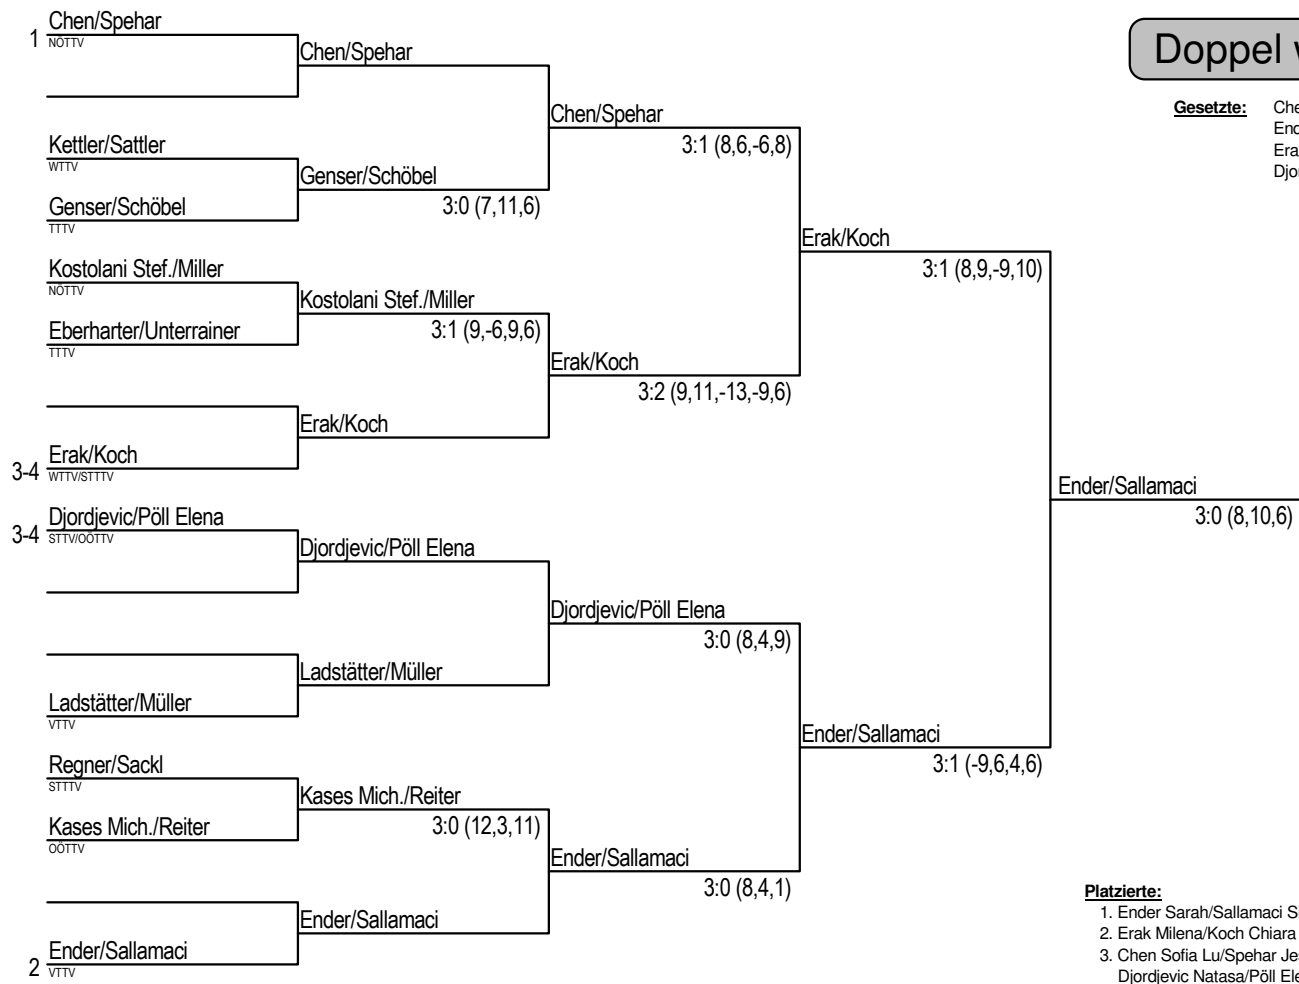 Chen/Spehar
1
NÖTTV
Chen/Spehar
Chen/Spehar
3:1 (8,6,-6,8)
Kettler/Sattler
WTTV
Genser/Schöbel
3:0 (7,11,6)
Genser/Schöbel
TTTV
Erak/Koch
3:1 (8,9,-9,10)
Kostolani Stef./Miller
NÖTTV
Kostolani Stef./Miller
3:1 (9,-6,9,6)
Eberharter/Unterrainer
TTTV
Erak/Koch
3:2 (9,11,-13,-9,6)
Erak/Koch
Erak/Koch
3-4
WTTV/STTTV
Ender/Sallamaci
3:0 (8,10,6)
Djordjevic/Pöll Elena
3-4
STTV/OÖTTV
Djordjevic/Pöll Elena
Djordjevic/Pöll Elena
3:0 (8,4,9)
Ladstätter/Müller
Ladstätter/Müller
VTTV
Ender/Sallamaci
3:1 (-9,6,4,6)
Regner/Sackl
STTTV
Kases Mich./Reiter
3:0 (12,3,11)
Kases Mich./Reiter
OÖTTV
Ender/Sallamaci
3:0 (8,4,1)
Ender/Sallamaci
Ender/Sallamaci
2
VTTV
Doppel
Gesetzte:
Platzierte:
1. Ender Sarah/Sallamaci
2. Erak Milena/Koch Chiara
3. Chen Sofia Lu/Spehar
Djordjevic Natasa/Pöll